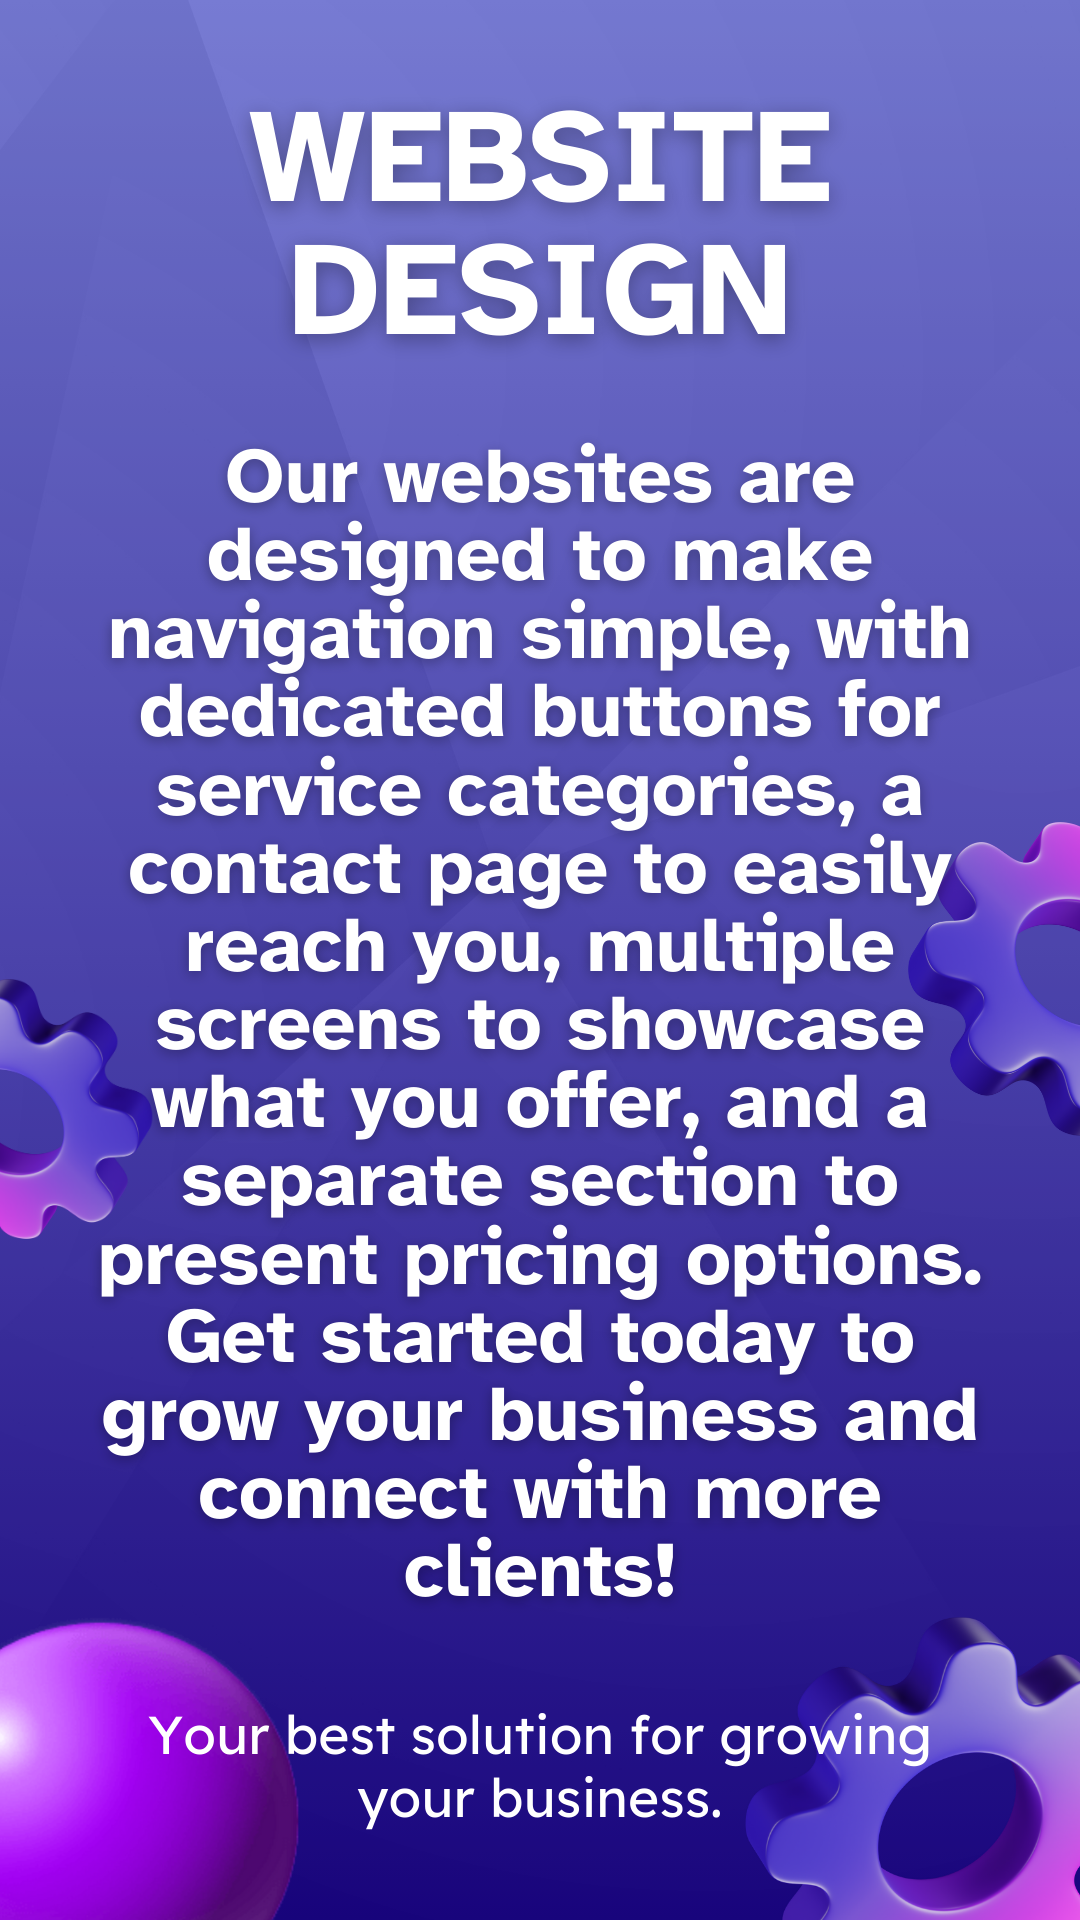 WEBSITE
DESIGN
Our websites are
designed to make
navigation simple, with
dedicated buttons for
service categories, a
contact page to easily
reach you, multiple
screens to showcase
what you offer, and a
separate section to
present pricing options.
Get started today to
grow your business and
connect with more
clients!
Your best solution for growing
your business.